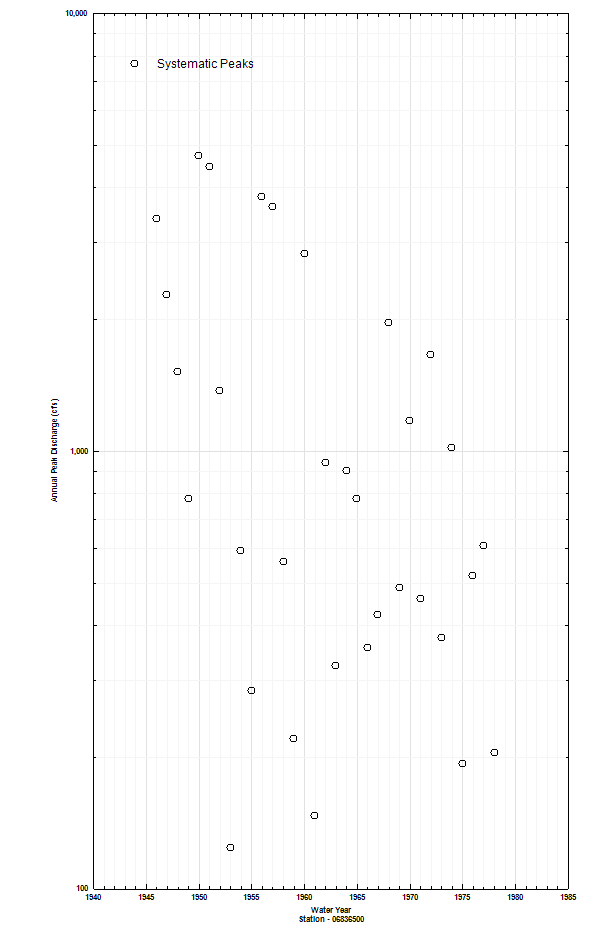 10,000
Systematic Peaks
Annual Peak Discharge (cfs)
1,000
100
1940 1945 1950 1955 1960 1965 1970 1975 1980 1985
Water Year
Station - 06836500